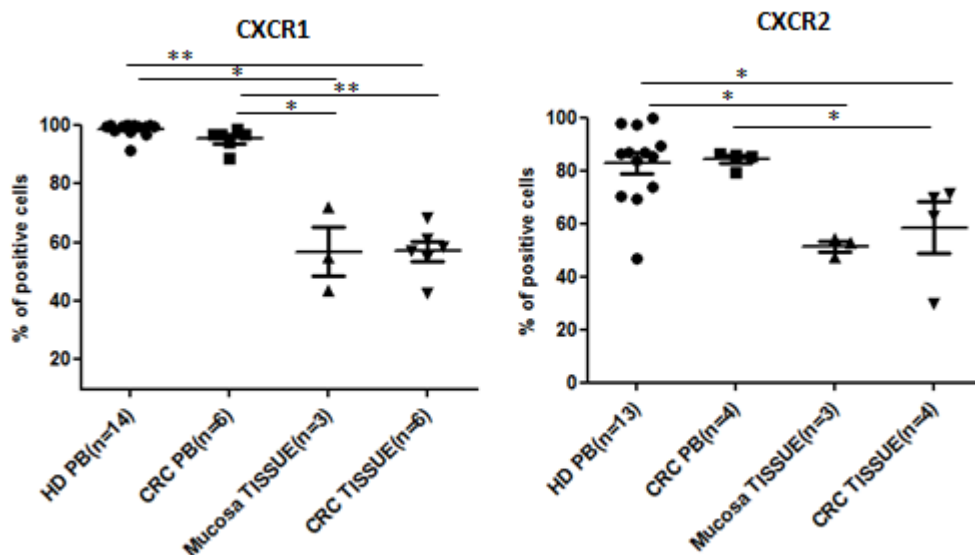 CXCR1
**
*
**
*
% of positive cells
100
80
60
40
20
HD PB(n=14)
CRC PB(n=6)
Mucosa TISSUE(n=3)
CRC TISSUE(n=6)
CXCR2
*
*
*
% of positive cells
100
80
60
40
20
0
HD PB(n=13)
CRC PB(n=4)
Mucosa TISSUE(n=3)
CRC TISSUE(n=4)